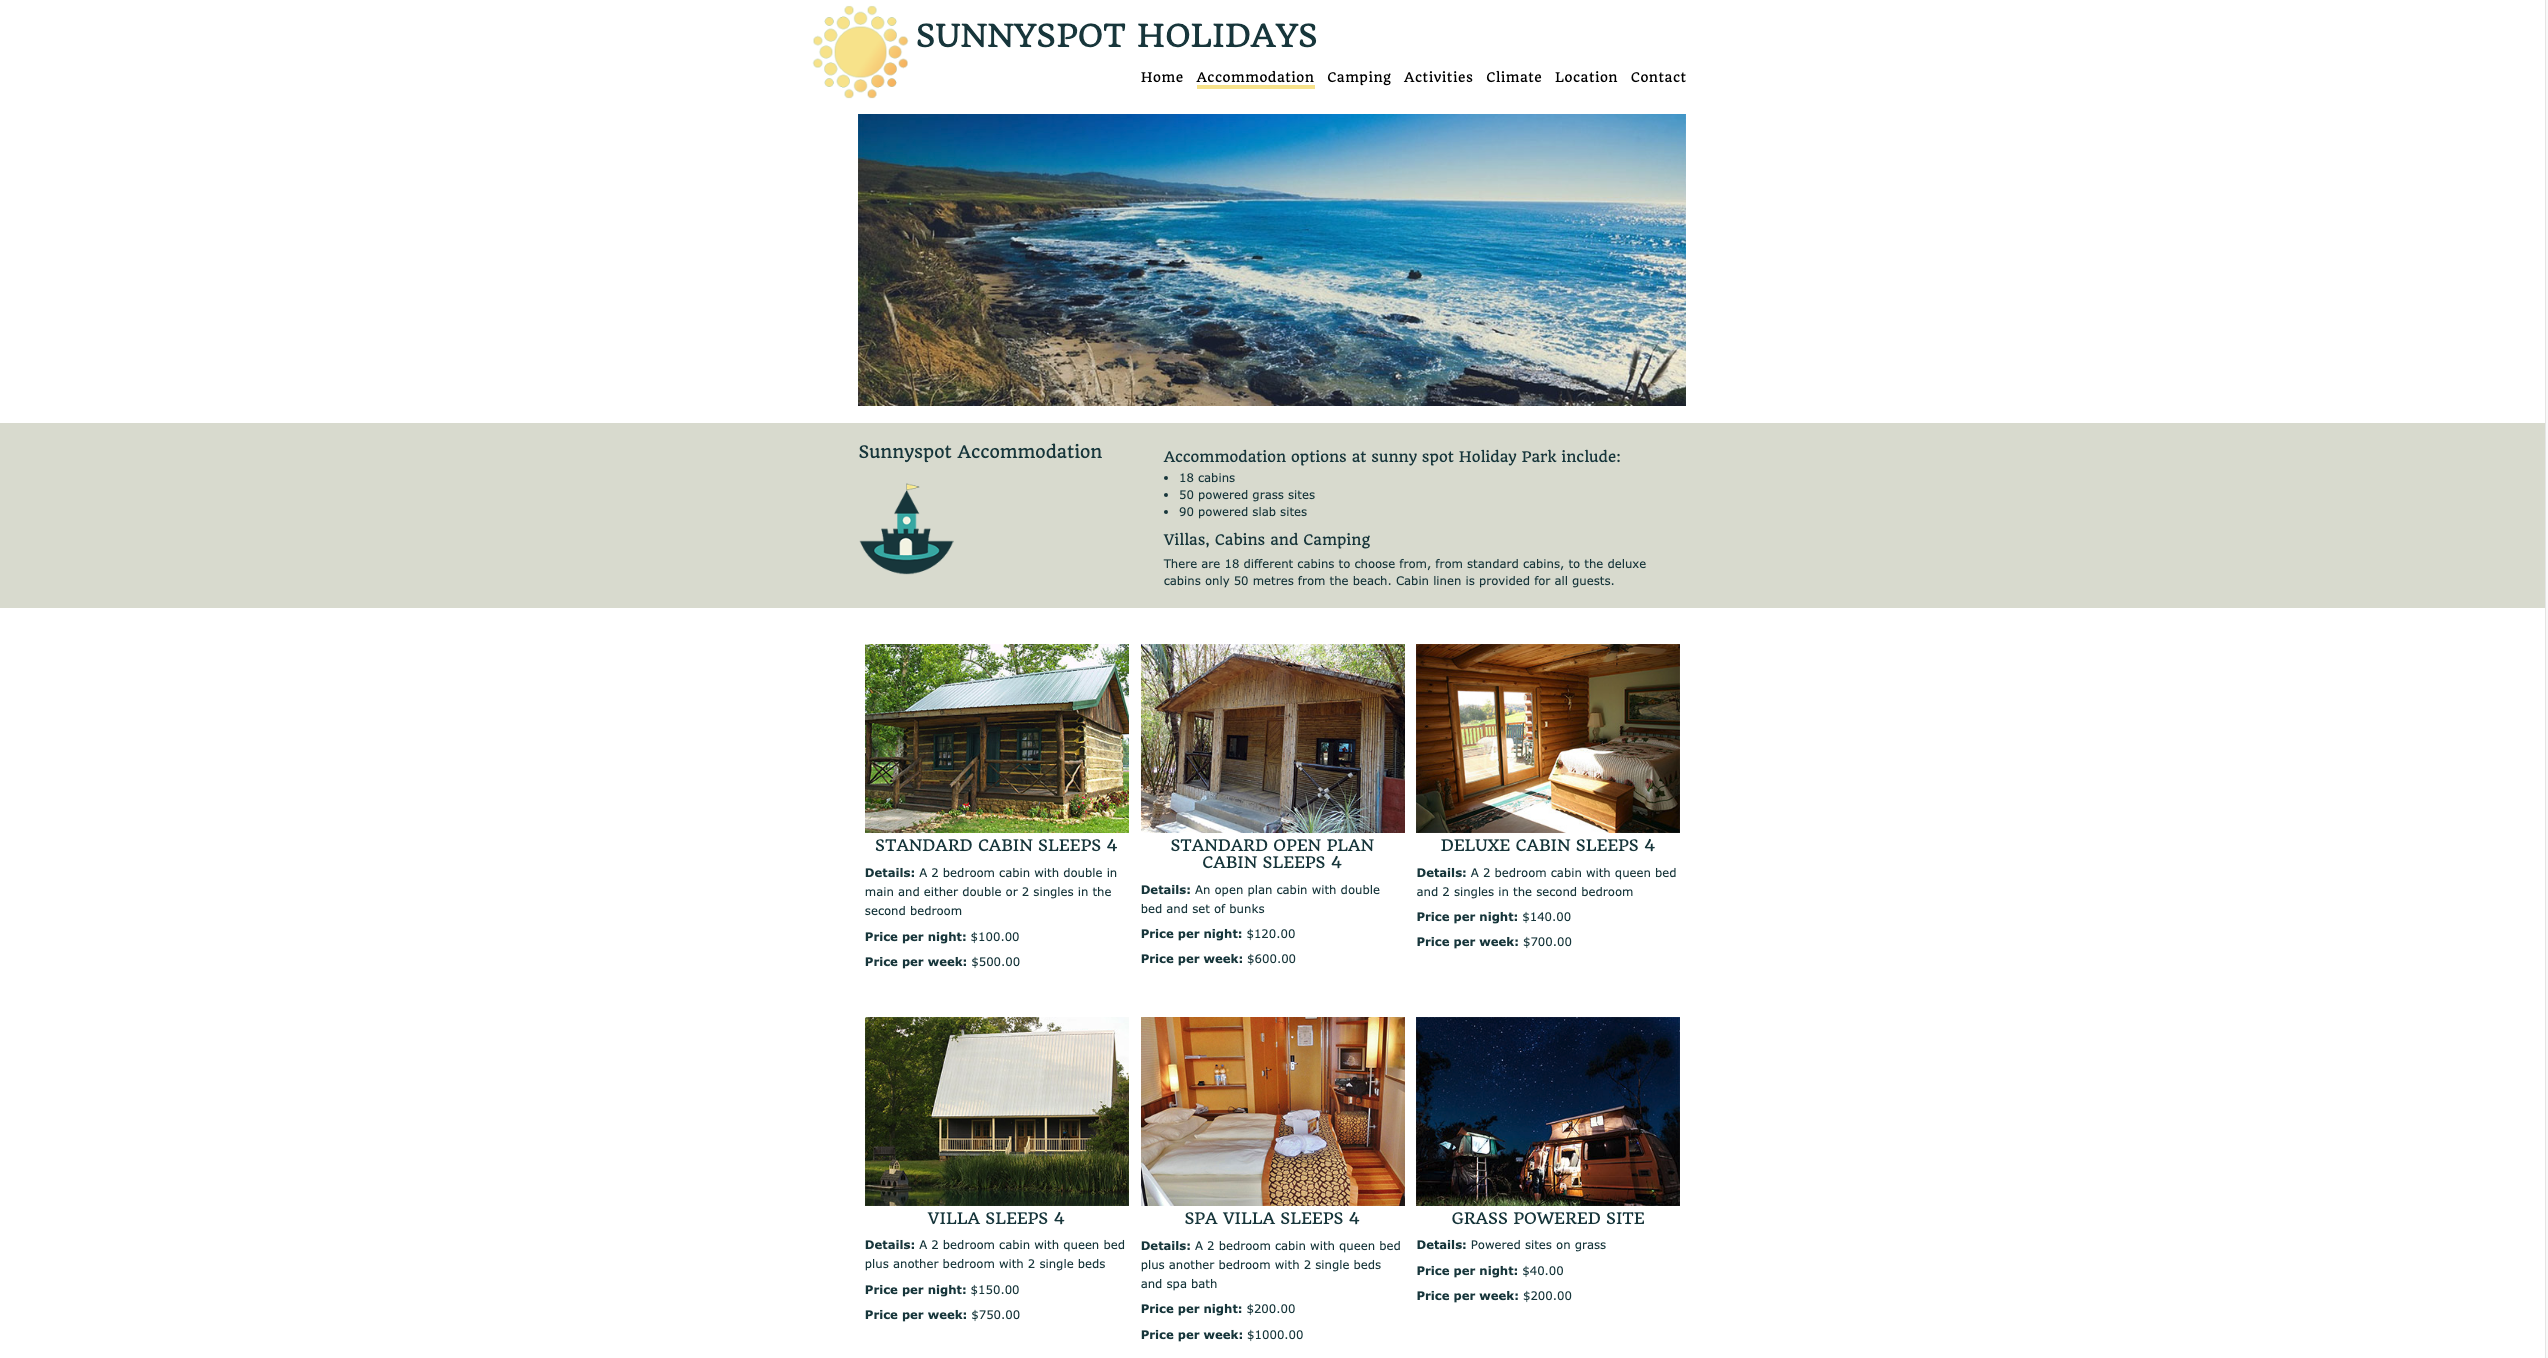 SUNNYSPOT HOLIDAYS
Home Accommodation Camping Activities Climate Location Contact
Sunnyspot Accommodation
Accommodation options at sunny spot Holiday Park include:
• 18 cabins
• 50 powered grass sites
• 90 powered slab sites
Villas, Cabins and Camping
There are 18 different cabins to choose from, from standard cabins, to the deluxe
cabins only 50 metres from the beach. Cabin linen is provided for all guests.
STANDARD CABIN SLEEPS 4
Details: A 2 bedroom cabin with double in
main and either double or 2 singles in the
second bedroom
Price per night: $100.00
Price per week: $500.00
STANDARD OPEN PLAN
CABIN SLEEPS 4
Details: An open plan cabin with double
bed and set of bunks
Price per night: $120.00
Price per week: $600.00
DELUXE CABIN SLEEPS 4
Details: A 2 bedroom cabin with queen bed
and 2 singles in the second bedroom
Price per night: $140.00
Price per week: $700.00
VILLA SLEEPS 4
Details: A 2 bedroom cabin with queen bed
plus another bedroom with 2 single beds
Price per night: $150.00
Price per week: $750.00
SPA VILLA SLEEPS 4
Details: A 2 bedroom cabin with queen bed
plus another bedroom with 2 single beds
and spa bath
Price per night: $200.00
Price per week: $1000.00
GRASS POWERED SITE
Details: Powered sites on grass
Price per night: $40.00
Price per week: $200.00